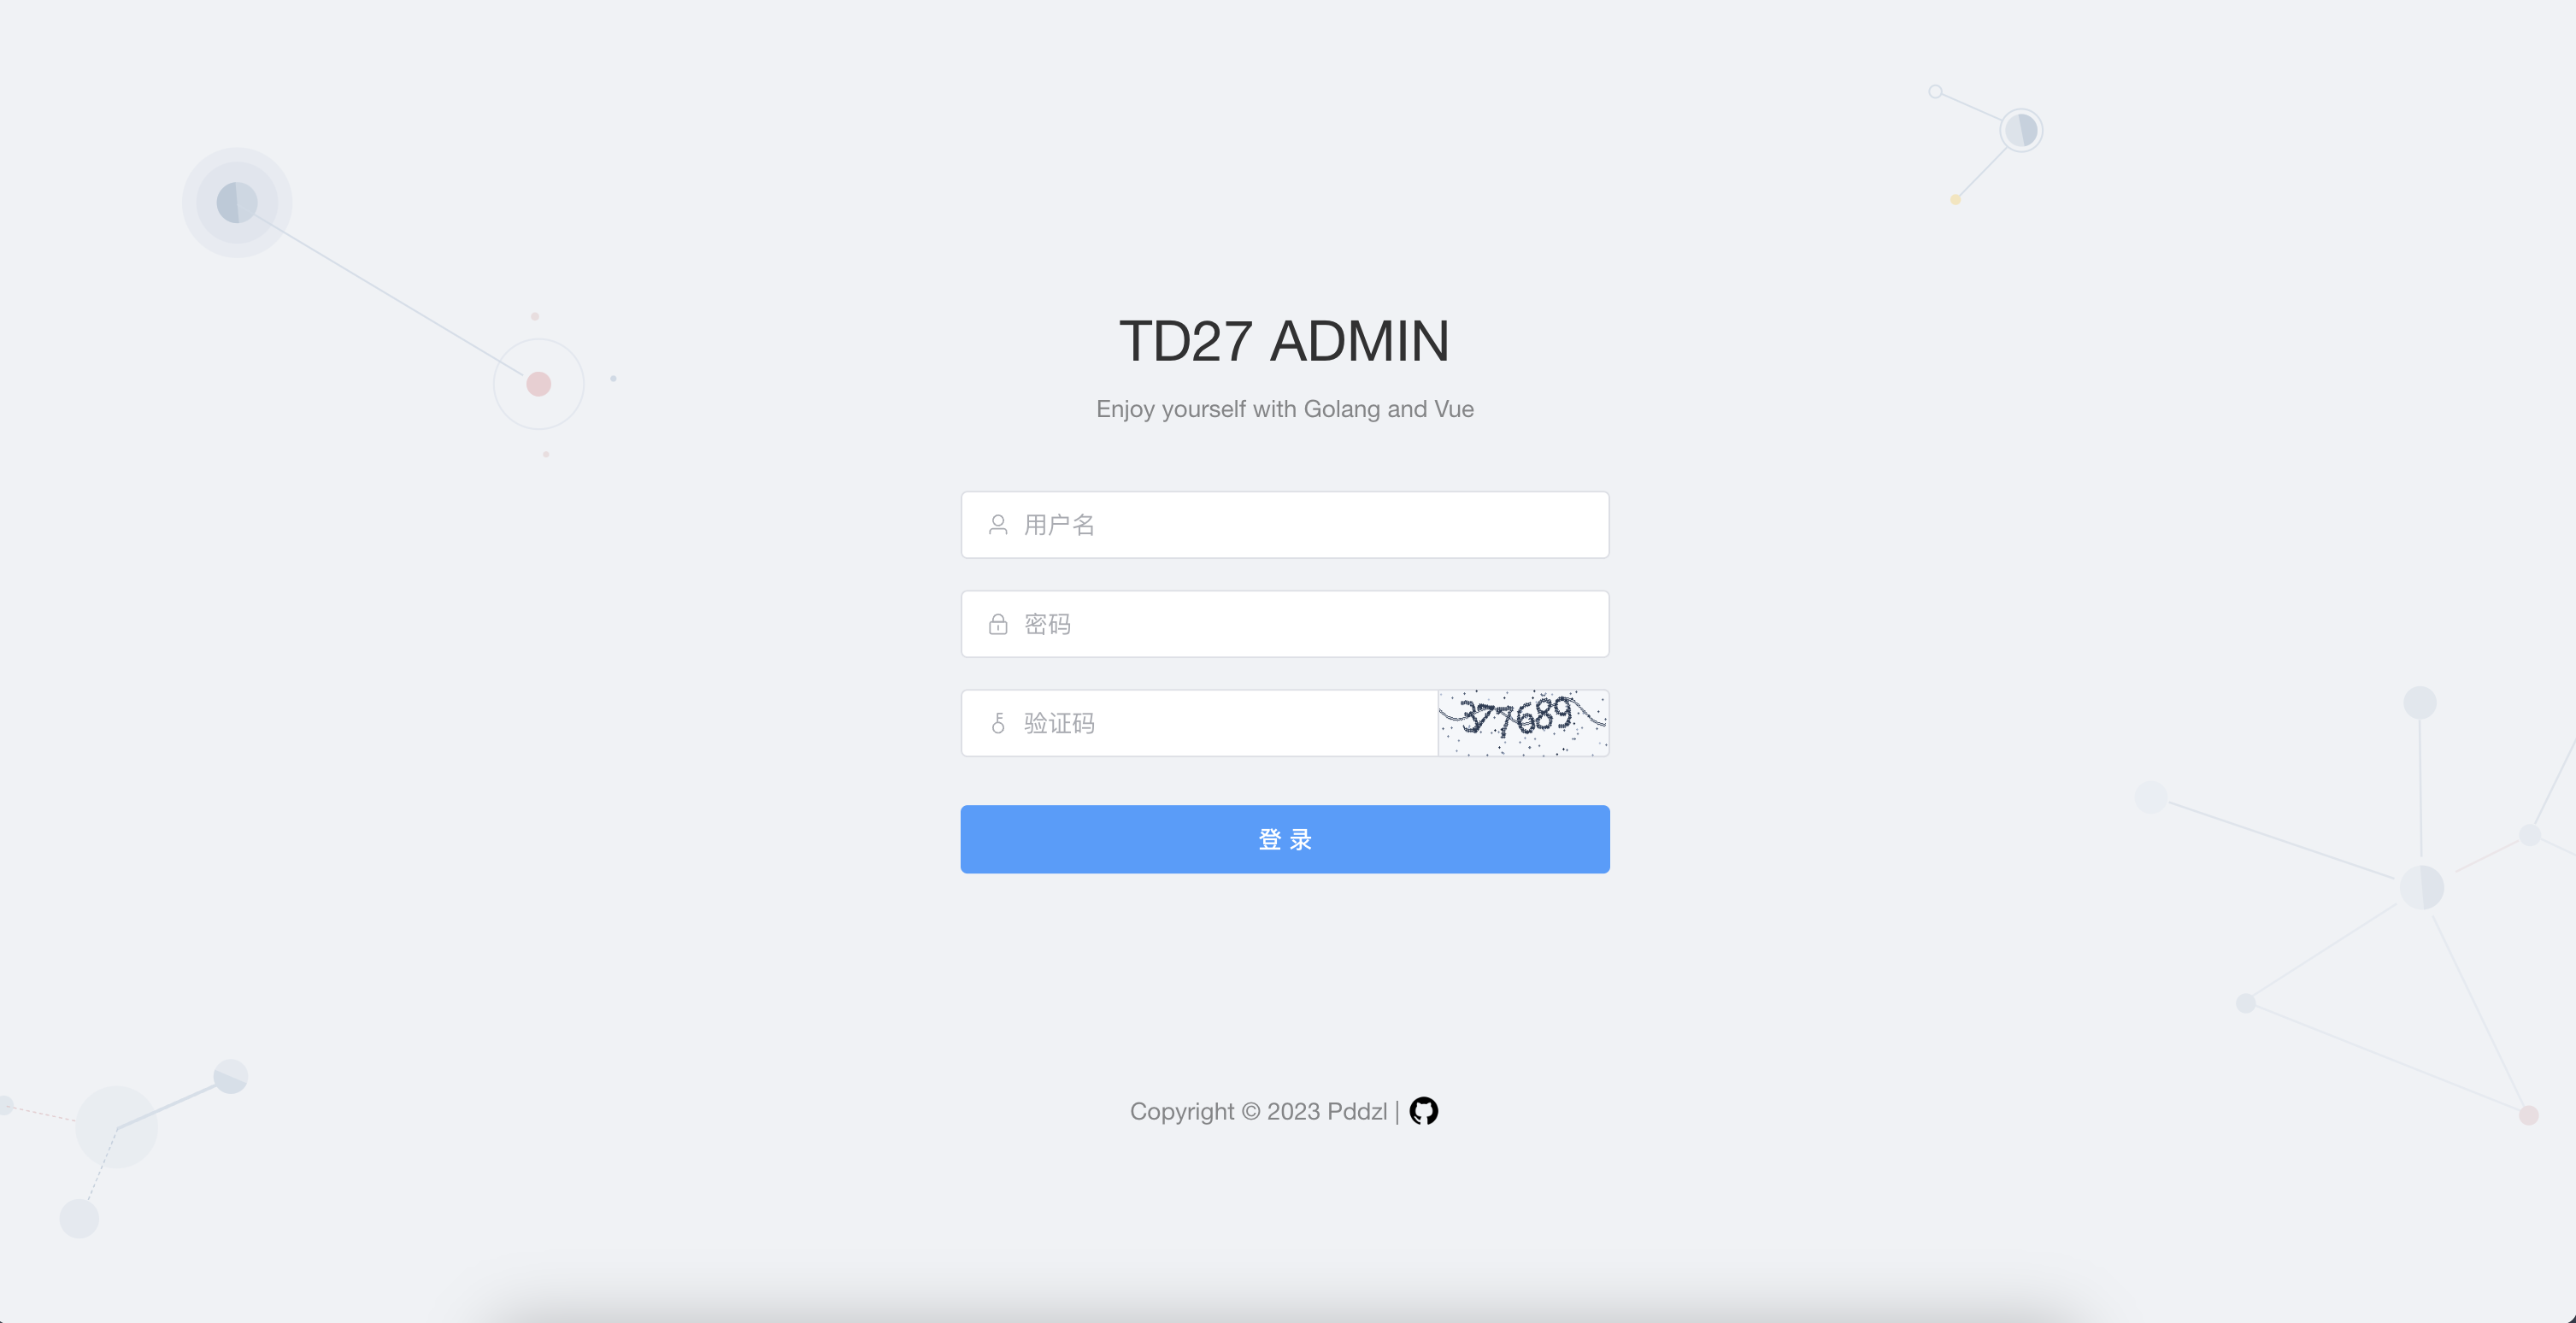 TD27 ADMIN
Enjoy yourself with Golang and Vue
用户名
密码
验证码
登 录
Copyright © 2023 Pddzl |